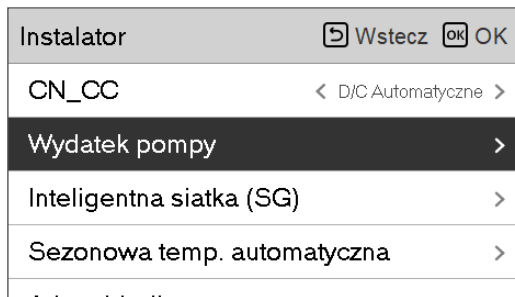 Instalator Wstecz OK OK
CN_CC < D/C Automatyczne >
Wydatek pompy >
Inteligentna siatka (SG) >
Sezonowa temp. automatyczna >